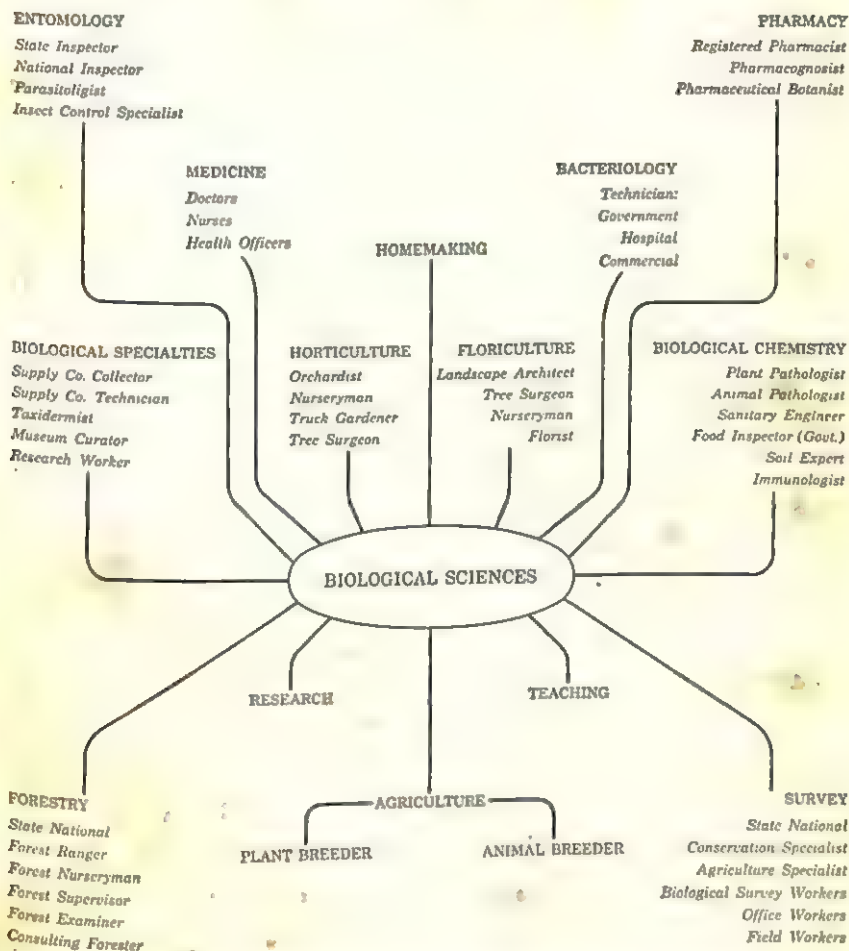 ENTOMOLOGY
State Inspector
National Inspector
Parasitoligist
Insect Control Specialist
PHARMACY
Registered Pharmacist
Pharmacognosist
Pharmaceutical Botanist
MEDICINE
Doctors
Nurses
Health Officers
HOMEMAKING
BACTERIOLOGY
Technician:
Government
Hospital
Commercial
BIOLOGICAL SPECIALTIES
Supply Co. Collector
Supply Co. Technician
Taxidermist
Museum Curator
Research Worker
HORTICULTURE
Orchardist
Nurseryman
Truck Gardener
Tree Surgeon
FLORICULTURE
Landscape Architect
Tree Surgeon
Nurseryman
Florist
BIOLOGICAL CHEMISTRY
Plant Pathologist
Animal Pathologist
Sanitary Engineer
Food Inspector (Govt.)
Soil Expert
Immunologist
BIOLOGICAL SCIENCES
RESEARCH
TEACHING
FORESTRY
State National
Forest Ranger
Forest Nurseryman
Forest Supervisor
Forest Examiner
Consulting Forester
AGRICULTURE
PLANT BREEDER
ANIMAL BREEDER
SURVEY
State National
Conservation Specialist
Agriculture Specialist
Biological Survey Workers
Office Workers
Field Workers